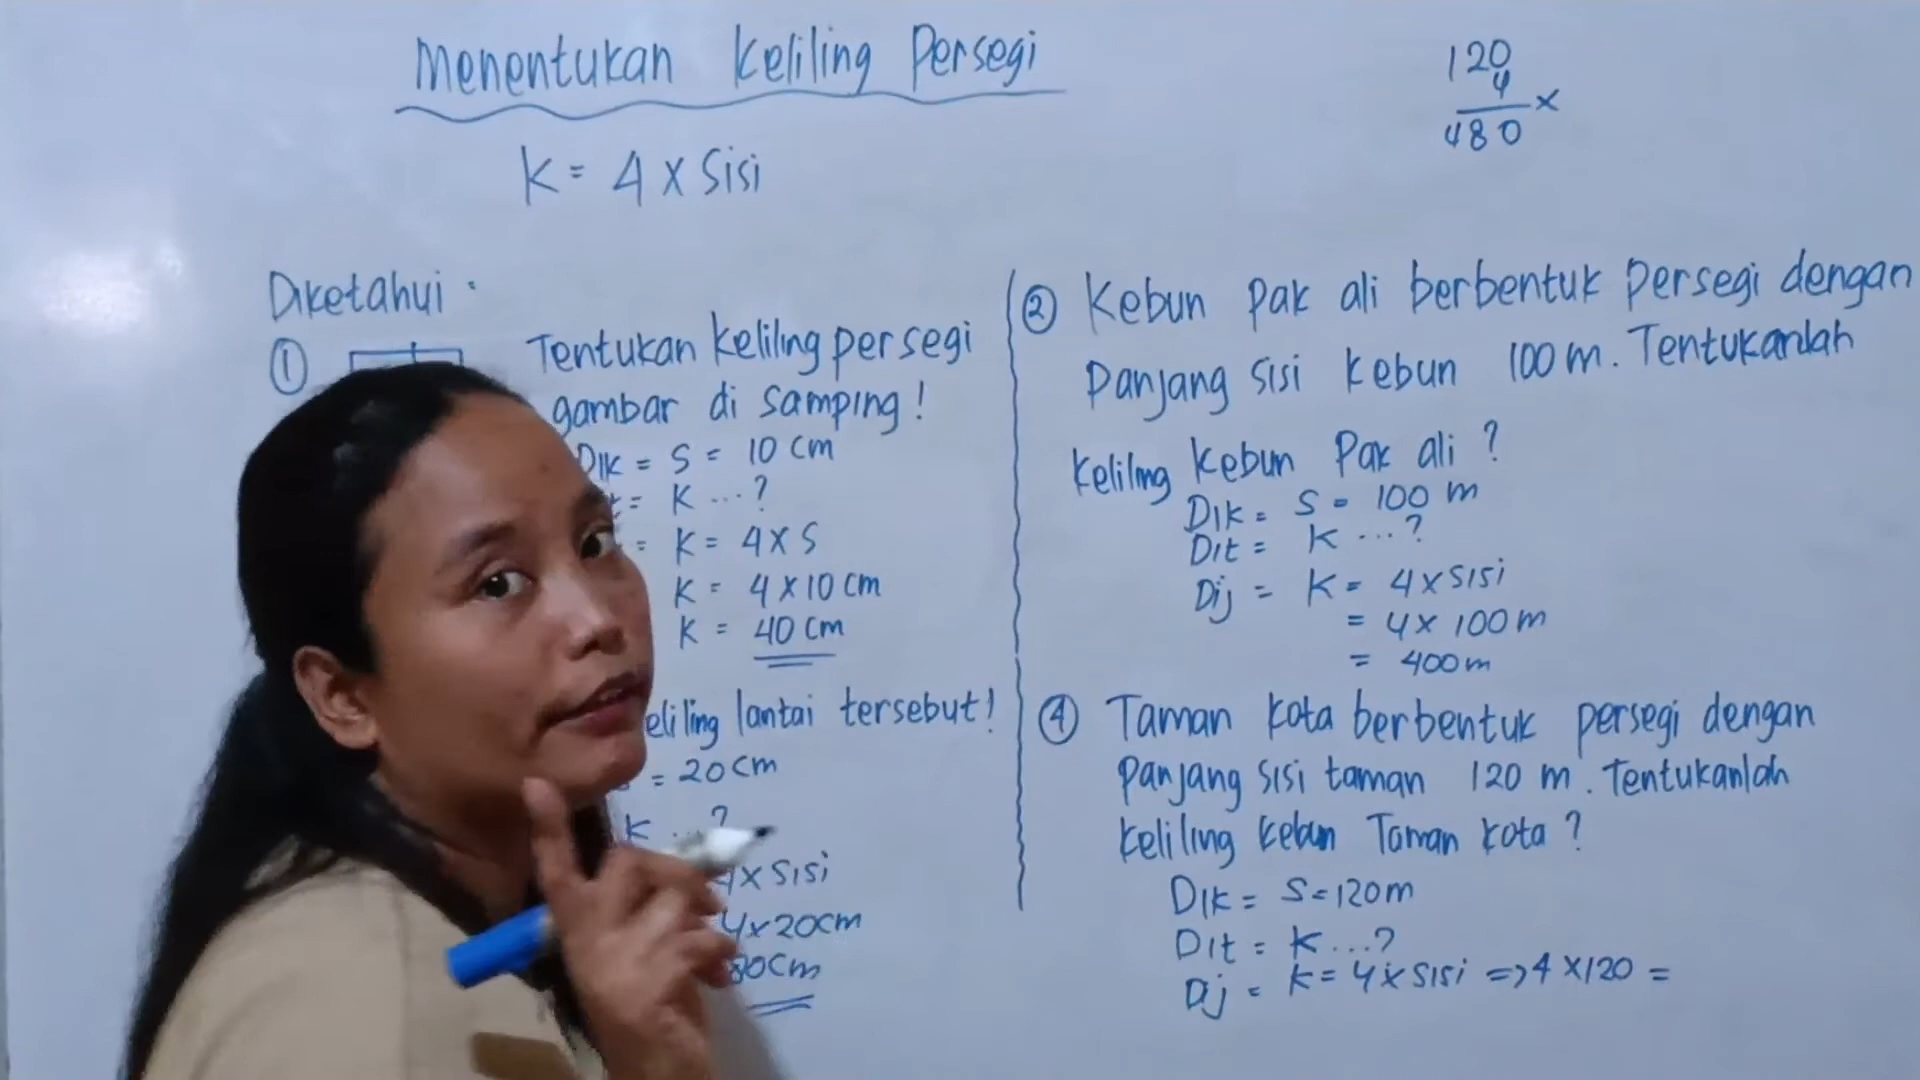 Menentukan Keliling Persegi
K = 4 x Sisi
120
4
x
480
Diketahui :
①
Tentukan Keliling persegi
gambar di samping!
Dik = S = 10 cm
= K ...?
= K = 4 x S
K = 4 x 10 cm
K = 40 cm
lantai tersebut!
= 20 cm
K ...?
4 x Sisi
4 x 20 cm
80 cm
② Kebun Pak ali berbentuk persegi dengan
Panjang sisi kebun 100 m. Tentukanlah
Keliling Kebun Pak ali ?
Dik = S = 100 m
Dit = K ...?
Dij = K = 4 x sisi
= 4 x 100 m
= 400 m
④ Taman Kota berbentuk persegi dengan
Panjang sisi taman 120 m. Tentukanlah
Keliling Kebun Taman Kota ?
Dik = S = 120 m
Dit = K ...?
Dij = K = 4 x sisi => 4 x 120 =